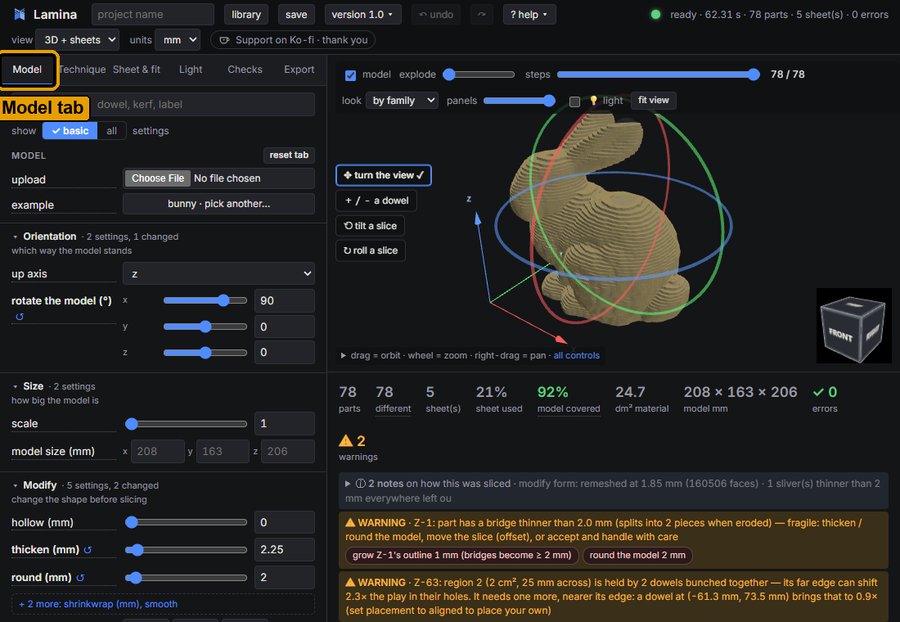 Lamina project name library save version 1.0 undo ? help ready · 62.31 s · 78 parts · 5 sheet(s) · 0 errors
view 3D + sheets units mm Support on Ko-fi · thank you
Model Technique Sheet & fit Light Checks Export
Model tab
dowel, kerf, label
show ✓ basic all settings
MODEL reset tab
upload Choose File No file chosen
example bunny · pick another...
Orientation · 2 settings, 1 changed
which way the model stands
up axis z
rotate the model (°) x 90
y 0
z 0
Size · 2 settings
how big the model is
scale 1
model size (mm) x 208 y 163 z 206
Modify · 5 settings, 2 changed
change the shape before slicing
hollow (mm) 0
thicken (mm) 2.25
round (mm) 2
+ 2 more: shrinkwrap (mm), smooth
model explode steps 78 / 78
look by family panels light fit view
turn the view ✓
+ / - a dowel
tilt a slice
roll a slice
z
FRONT
drag = orbit · wheel = zoom · right-drag = pan · all controls
78 78 5 21% 92% 24.7 208 × 163 × 206 ✓ 0
parts different sheet(s) sheet used model covered dm² material model mm errors
2
warnings
2 notes on how this was sliced · modify form: remeshed at 1.85 mm (160506 faces) · 1 sliver(s) thinner than 2
mm everywhere left ou
WARNING · Z-1: part has a bridge thinner than 2.0 mm (splits into 2 pieces when eroded) — fragile: thicken /
round the model, move the slice (offset), or accept and handle with care
grow Z-1's outline 1 mm (bridges become ≥ 2 mm) round the model 2 mm
WARNING · Z-63: region 2 (2 cm², 25 mm across) is held by 2 dowels bunched together — its far edge can shift
2.3× the play in their holes. It needs one more, nearer its edge: a dowel at (−61.3 mm, 73.5 mm) brings that to 0.9×
(set placement to aligned to place your own)